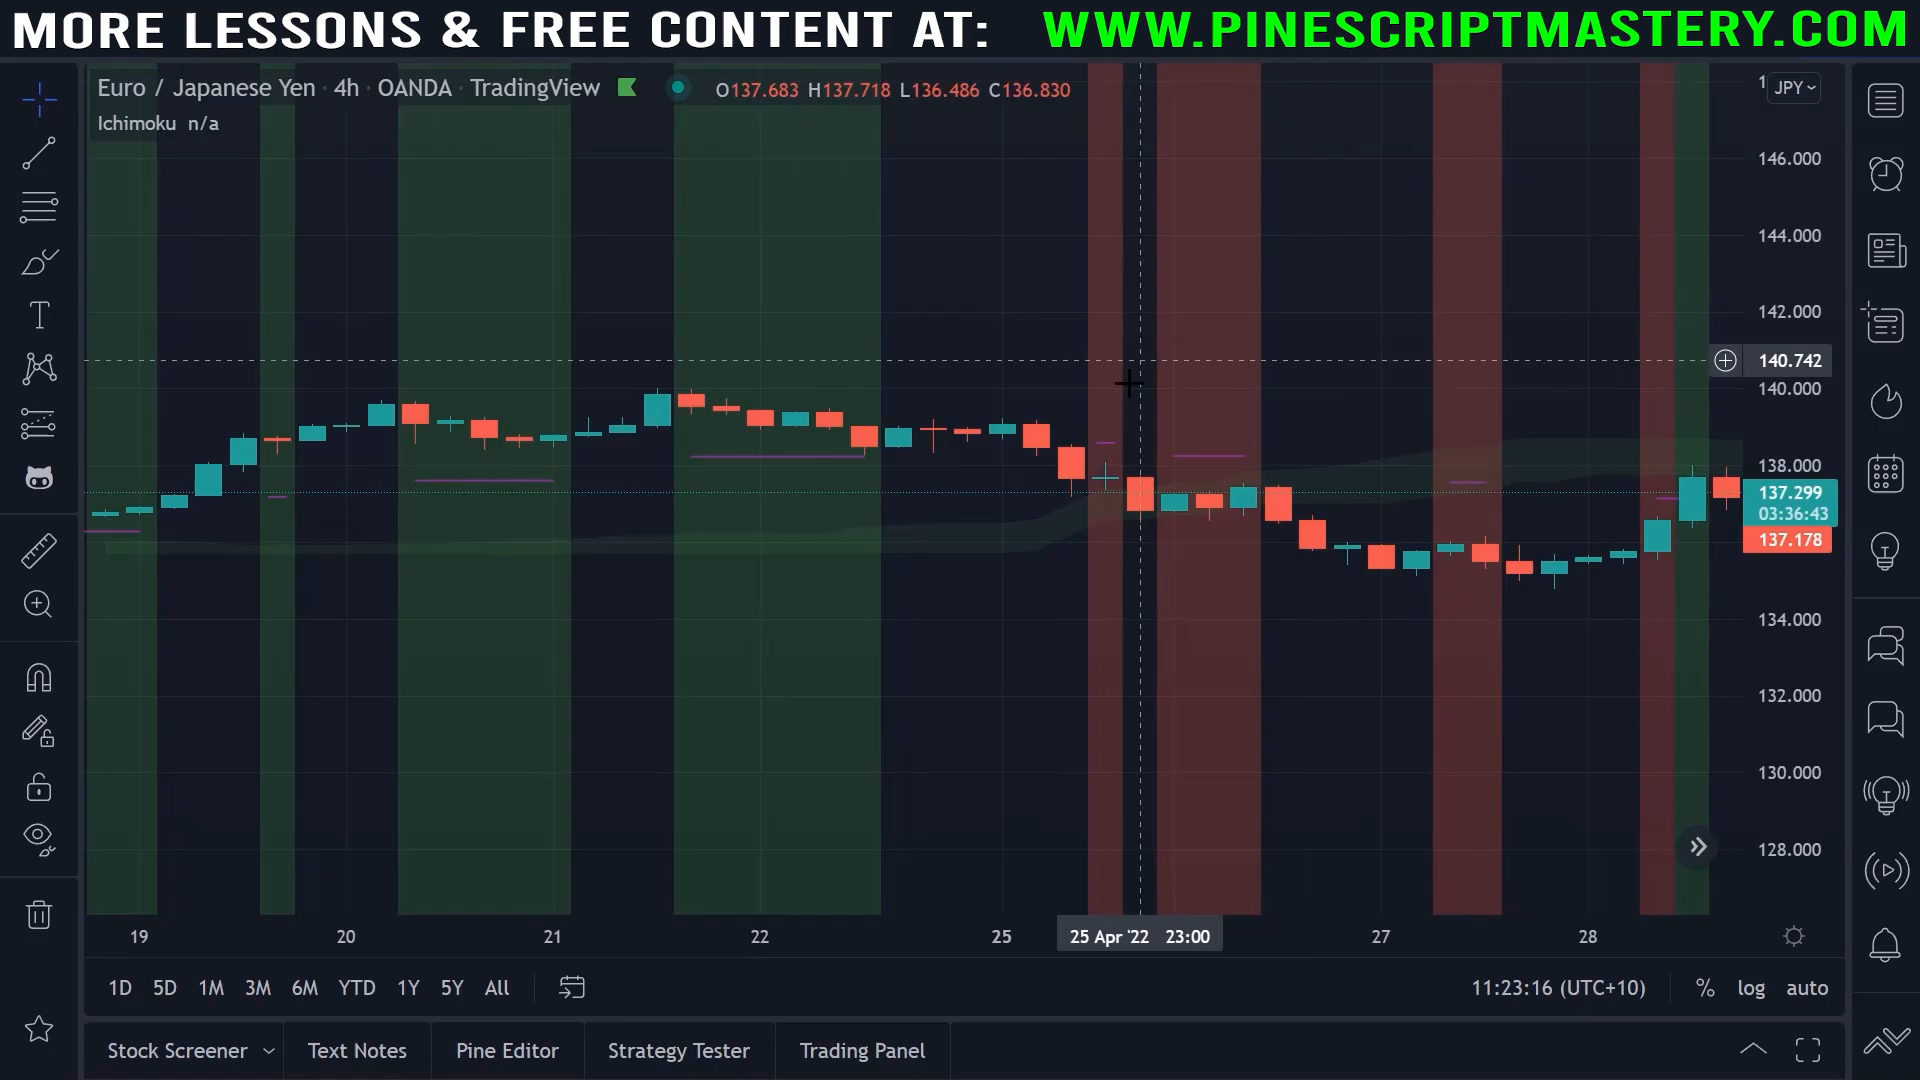 MORE LESSONS & FREE CONTENT AT: WWW.PINESCRIPTMASTERY.COM
Euro / Japanese Yen · 4h · OANDA · TradingView O137.683 H137.718 L136.486 C136.830
Ichimoku n/a
JPY
146.000
144.000
142.000
140.742
140.000
138.000
137.299
03:36:43
137.178
134.000
132.000
130.000
128.000
19 20 21 22 25 25 Apr '22 23:00 27 28
1D 5D 1M 3M 6M YTD 1Y 5Y All 11:23:16 (UTC+10) % log auto
Stock Screener Text Notes Pine Editor Strategy Tester Trading Panel